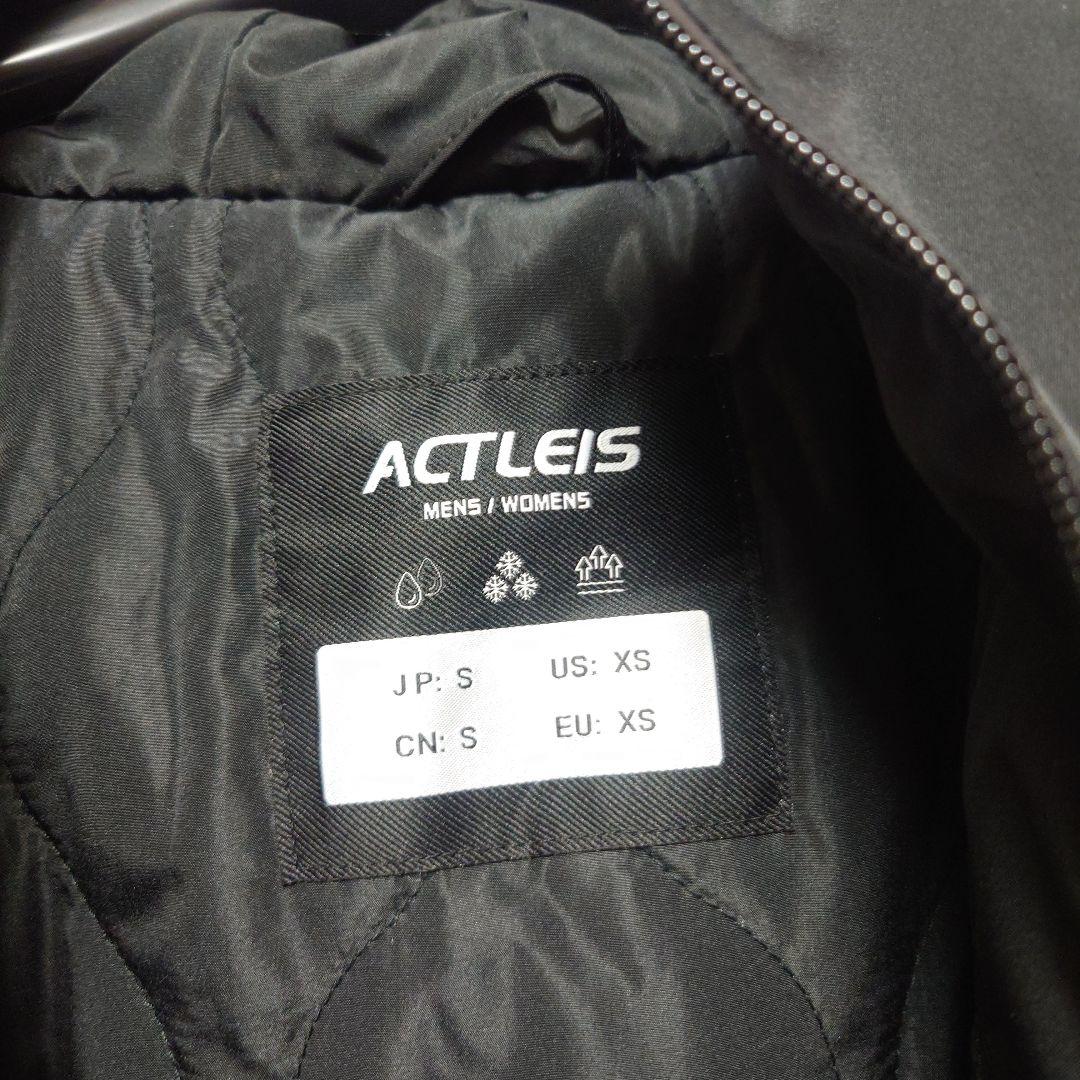 ACTLEIS
MENS / WOMENS
JP: S US: XS
CN: S EU: XS